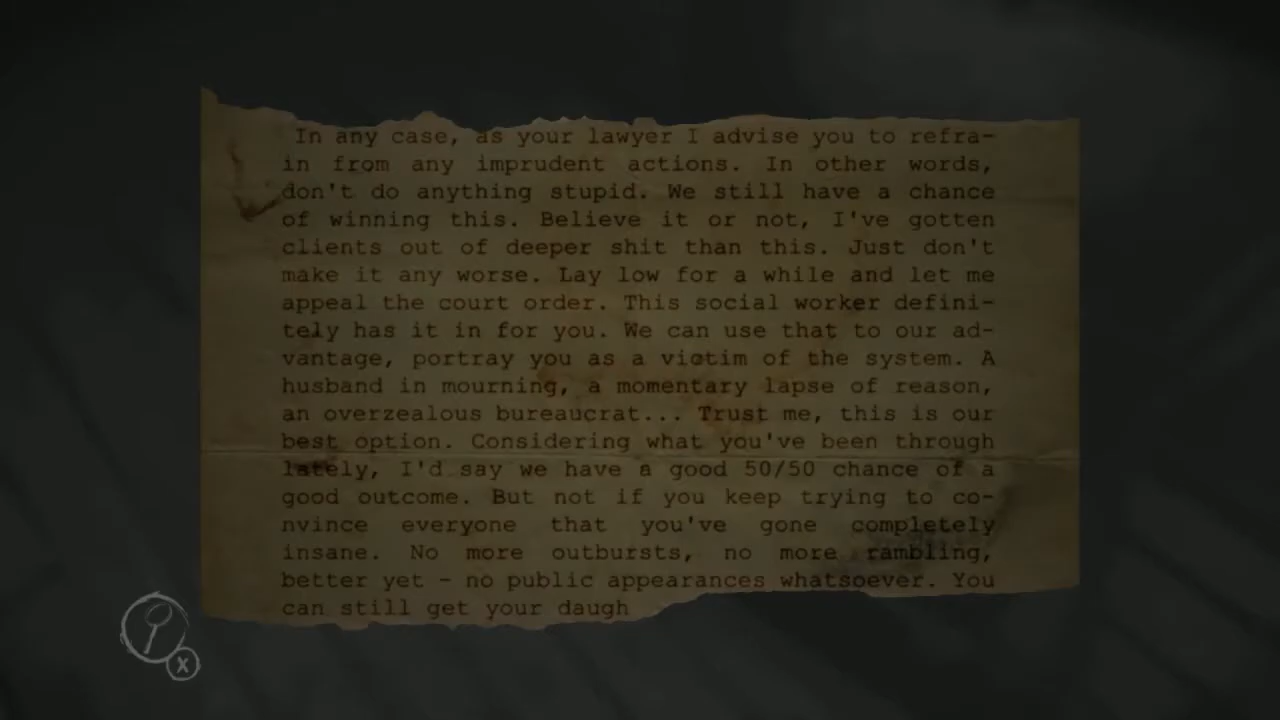 In any case, as your lawyer I advise you to refra-
in from any imprudent actions. In other words,
don't do anything stupid. We still have a chance
of winning this. Believe it or not, I've gotten
clients out of deeper shit than this. Just don't
make it any worse. Lay low for a while and let me
appeal the court order. This social worker defini-
tely has it in for you. We can use that to our ad-
vantage, portray you as a victim of the system. A
husband in mourning, a momentary lapse of reason,
an overzealous bureaucrat... Trust me, this is our
best option. Considering what you've been through
lately, I'd say we have a good 50/50 chance of a
good outcome. But not if you keep trying to co-
nvince everyone that you've gone completely
insane. No more outbursts, no more rambling,
better yet - no public appearances whatsoever. You
can still get your daugh
X